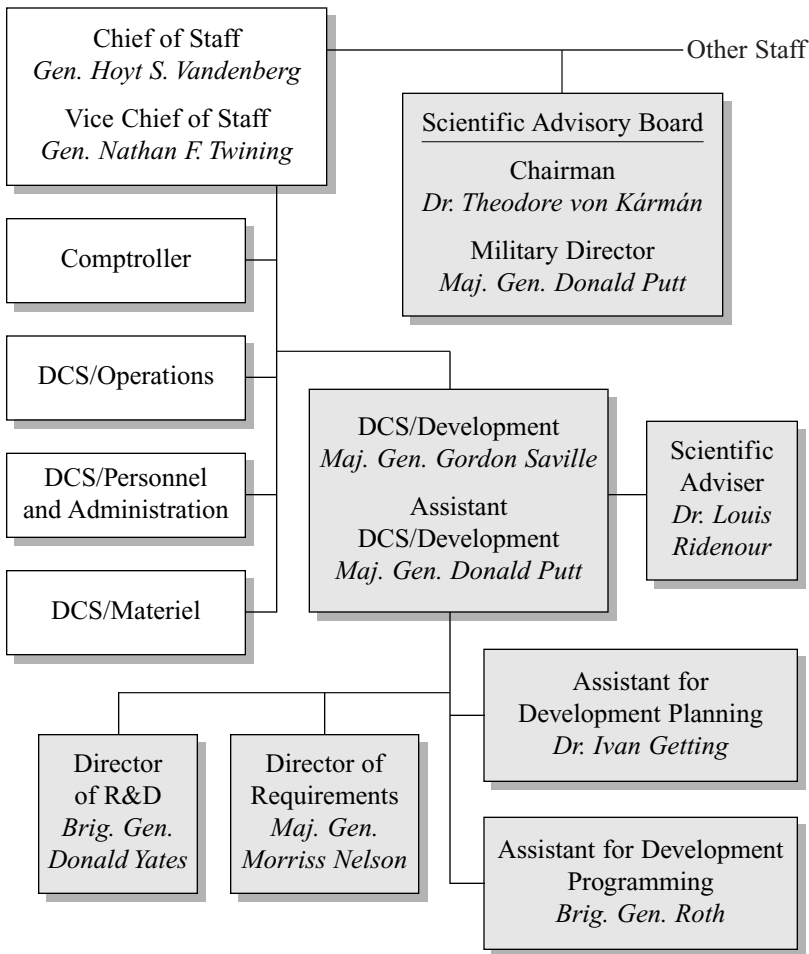 Chief of Staff
Gen. Hoyt S. Vandenberg
Vice Chief of Staff
Gen. Nathan F. Twining
Other Staff
Scientific Advisory Board
Chairman
Dr. Theodore von Kármán
Military Director
Maj. Gen. Donald Putt
Comptroller
DCS/Operations
DCS/Personnel
and Administration
DCS/Materiel
DCS/Development
Maj. Gen. Gordon Saville
Assistant
DCS/Development
Maj. Gen. Donald Putt
Scientific
Adviser
Dr. Louis
Ridenour
Director
of R&D
Brig. Gen.
Donald Yates
Director of
Requirements
Maj. Gen.
Morriss Nelson
Assistant for
Development Planning
Dr. Ivan Getting
Assistant for Development
Programming
Brig. Gen. Roth